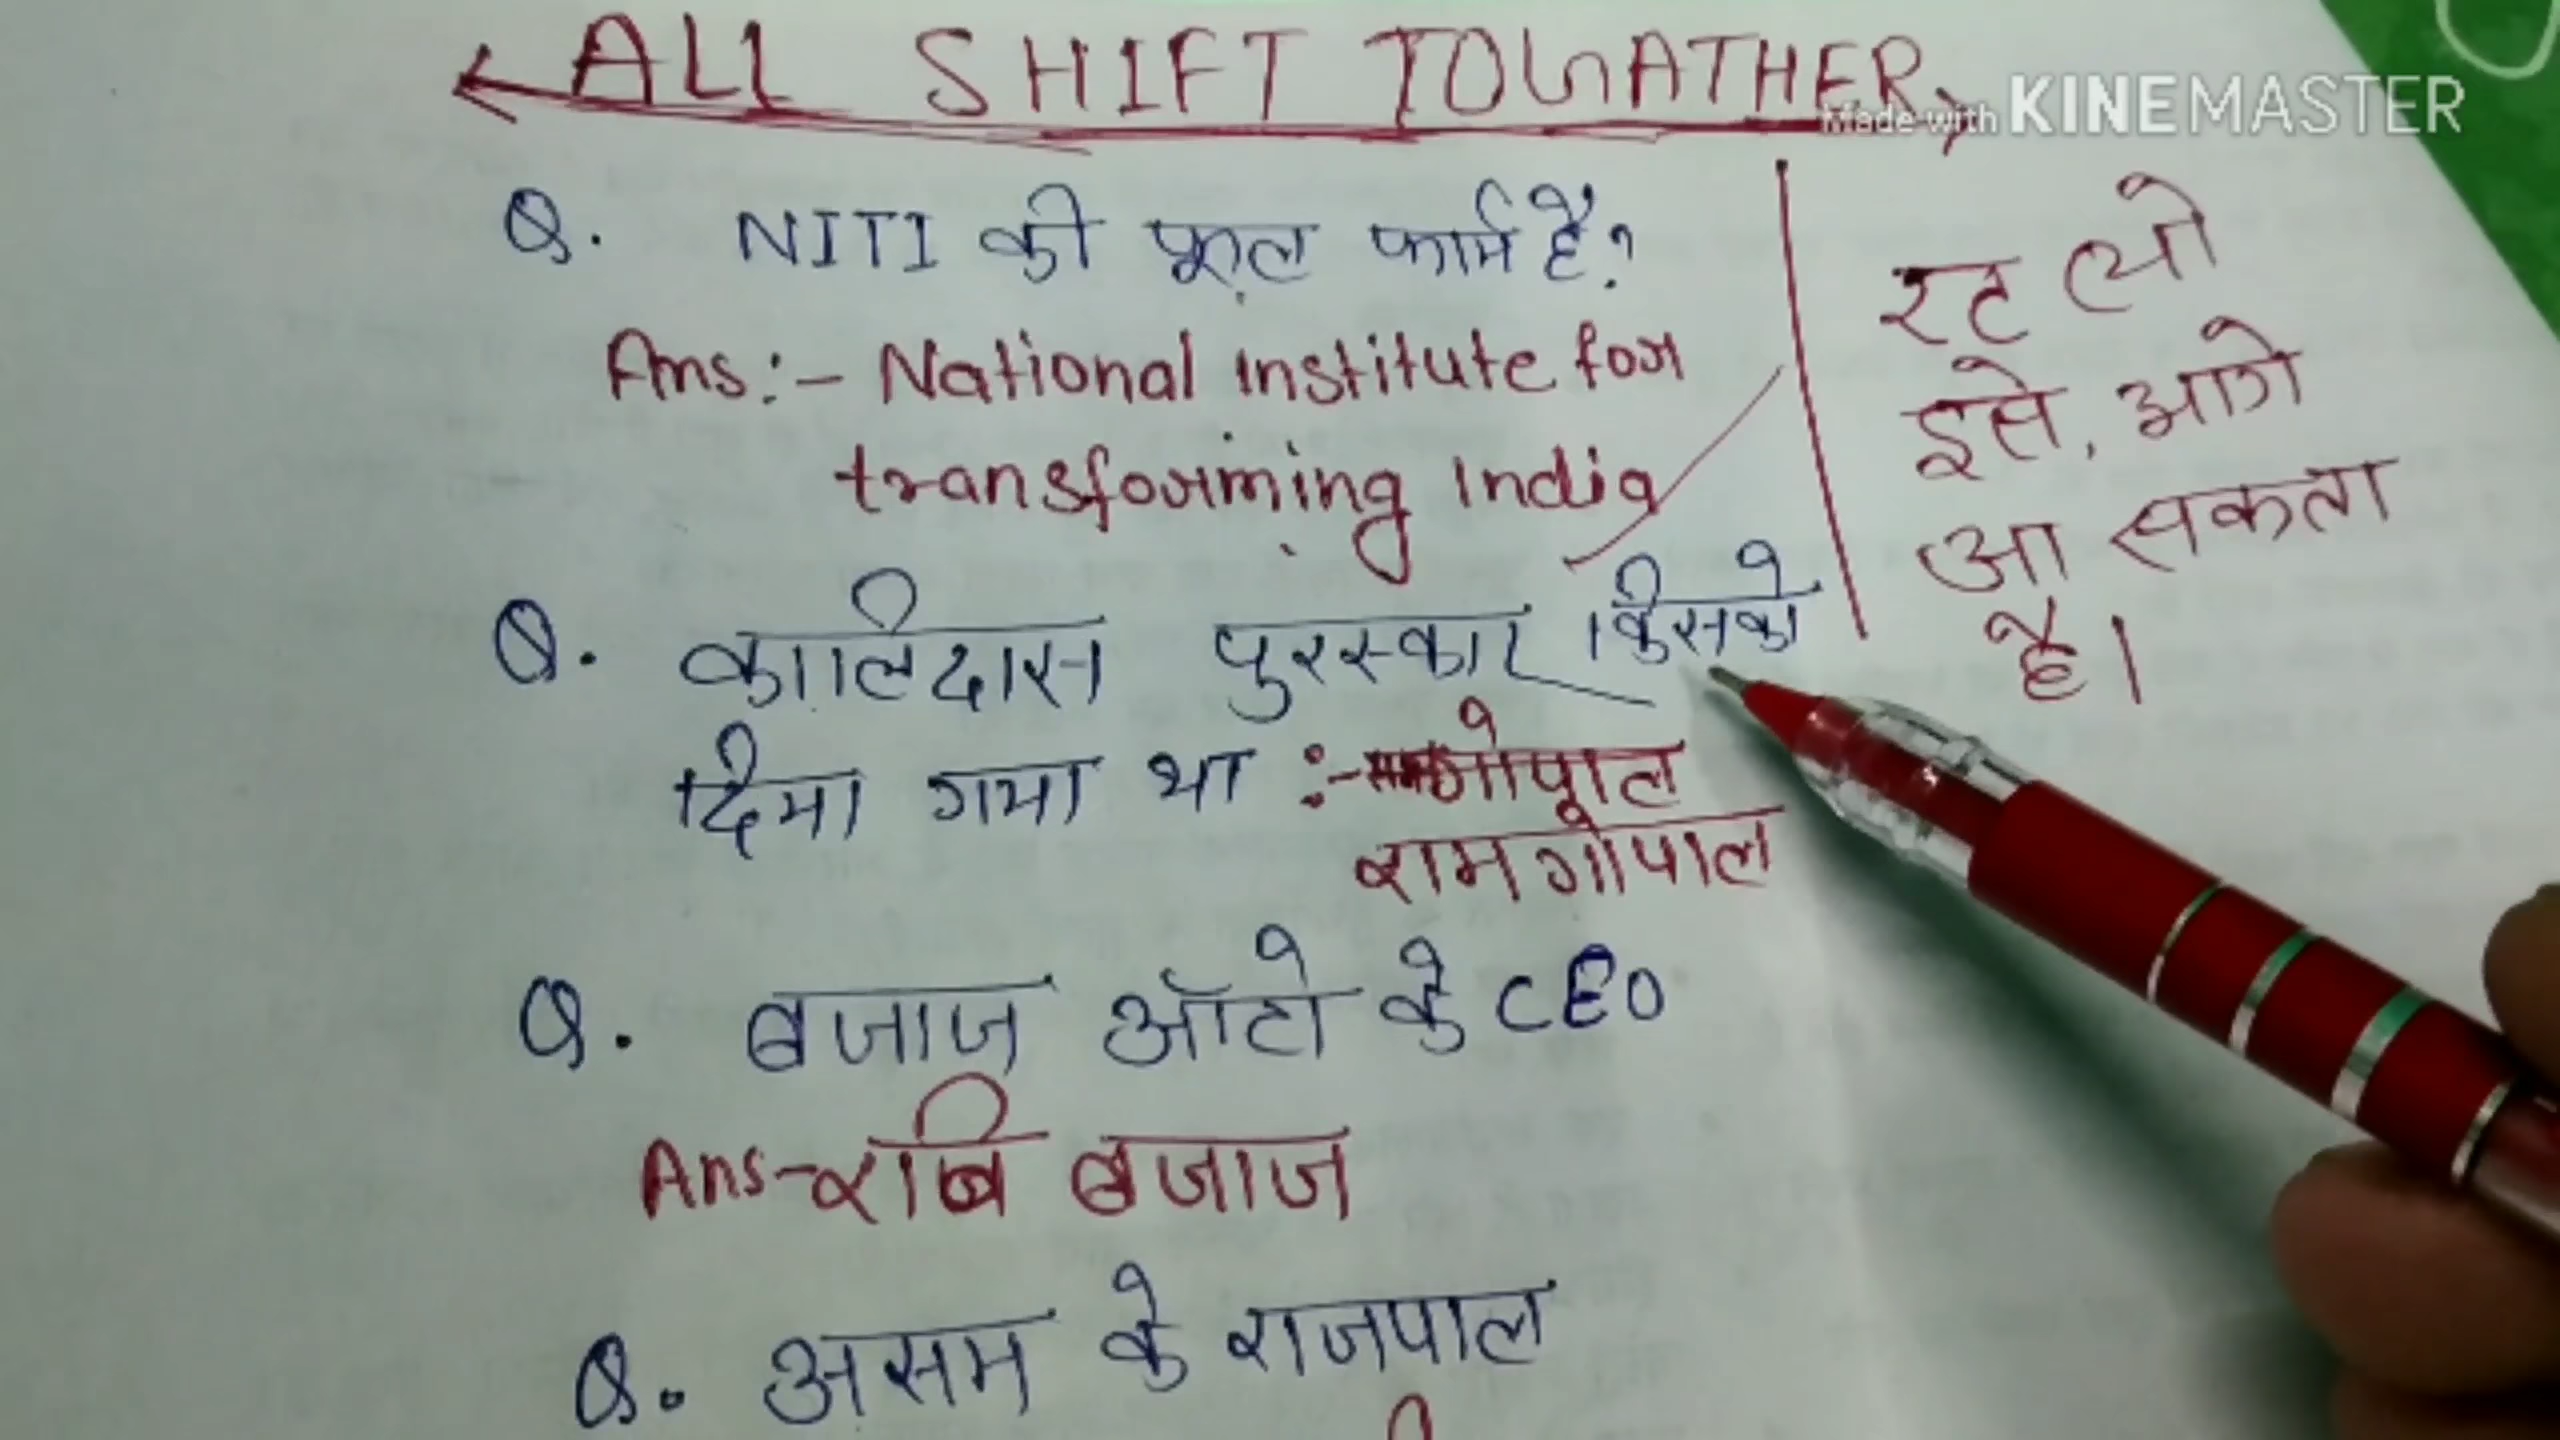 ALL SHIFT TOGATHER
Made with KINEMASTER
Q. NITI की फूल फार्म है?
Ans:- National institute for
transforming India
रट ल्यो
इसे, आगे
आ सकता
है।
Q. कालिदास पुरस्कार किसको
दिया गया था :- गोपाल
रामगोपाल
Q. बजाज ऑटो के CEO
Ans- राबि बजाज
Q. असम के राजपाल